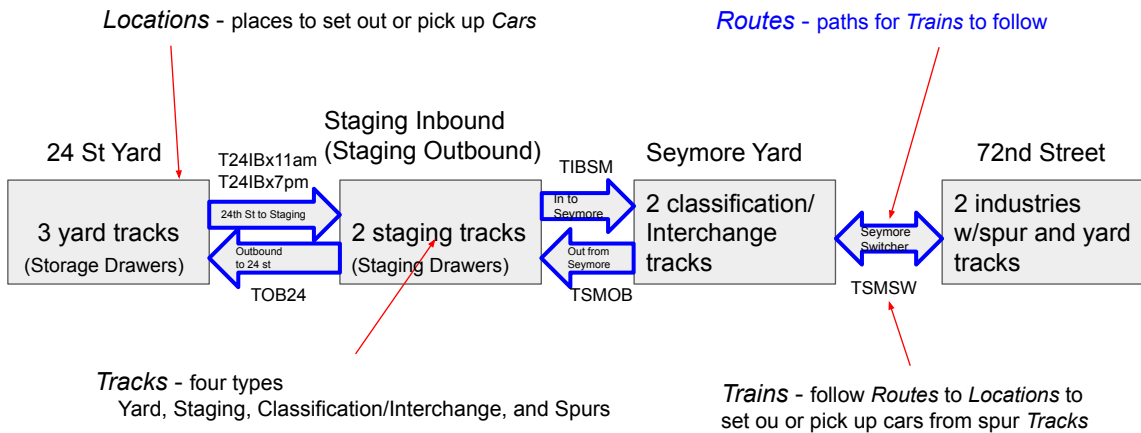 Locations - places to set out or pick up Cars
Routes - paths for Trains to follow
24 St Yard
T24IBx11am
T24IBx7pm
Staging Inbound
(Staging Outbound)
TIBSM
Seymore Yard
72nd Street
3 yard tracks
(Storage Drawers)
24th St to Staging
Outbound
to 24 st
TOB24
2 staging tracks
(Staging Drawers)
In to
Seymore
Out from
Seymore
TSMOB
2 classification/
Interchange
tracks
Seymore
Switcher
TSMSW
2 industries
w/spur and yard
tracks
Tracks - four types
Yard, Staging, Classification/Interchange, and Spurs
Trains - follow Routes to Locations to
set ou or pick up cars from spur Tracks